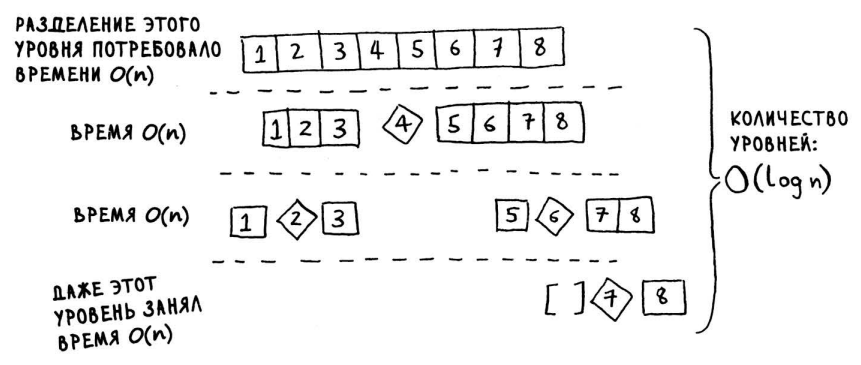 РАЗДЕЛЕНИЕ ЭТОГО
УРОВНЯ ПОТРЕБОВАЛО
ВРЕМЕНИ O(n)
1 2 3 4 5 6 7 8
ВРЕМЯ O(n)
1 2 3 4 5 6 7 8
ВРЕМЯ O(n)
1 2 3 5 6 7 8
ДАЖЕ ЭТОТ
УРОВЕНЬ ЗАНЯЛ
ВРЕМЯ O(n)
[ ] 7 8
КОЛИЧЕСТВО
УРОВНЕЙ:
O(log n)